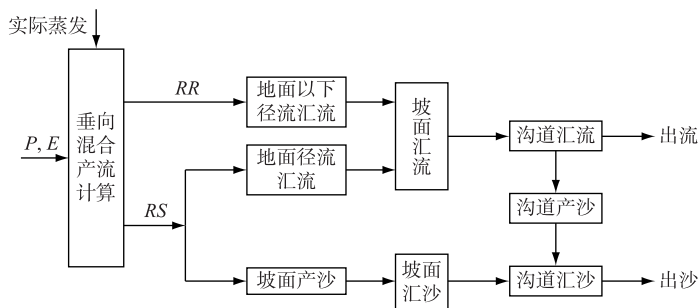 实际蒸发
P, E
垂向
混合
产流
计算
RR
RS
地面以下
径流汇流
地面径流
汇流
坡面产沙
坡
面
汇
流
坡面
汇沙
沟道汇流
沟道产沙
沟道汇沙
出流
出沙